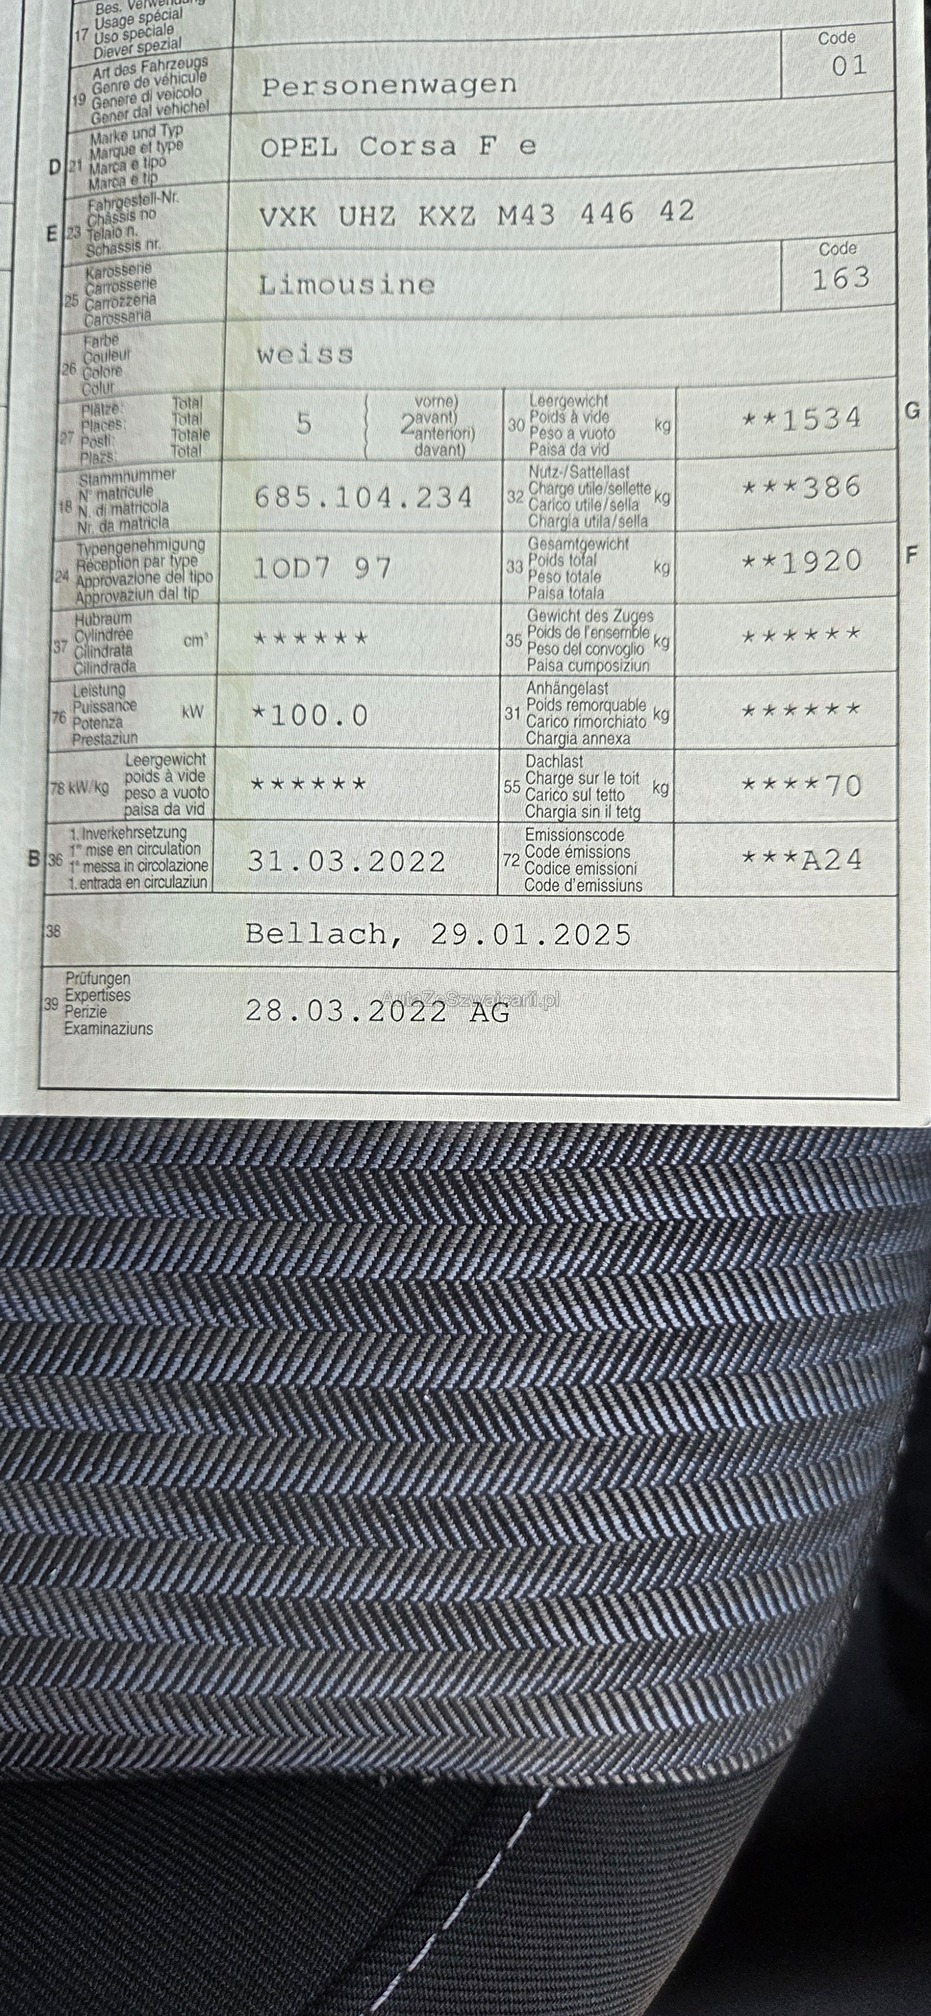 Bes. Verwendung
17 Usage spécial
Uso speciale
Diever spezial
Art des Fahrzeugs
19 Genre de véhicule
Genere di veicolo
Gener dal vehichel
Personenwagen
Code
01
Marke und Typ
D 21 Marque et type
Marca e tipo
Marca e tip
OPEL Corsa F e
Fahrgestell-Nr.
E 23 Châssis no
Telaio n.
Schassis nr.
VXK UHZ KXZ M43 446 42
Karosserie
25 Carrosserie
Carrozzeria
Carossaria
Limousine
Code
163
Farbe
26 Couleur
Colore
Colur
weiss
27 Plätze: Total
Places: Total
Posti: Totale
Plazs: Total
5
2
vorne)
avant)
anteriori)
davant)
Leergewicht
30 Poids à vide kg
Peso a vuoto
Paisa da vid
**1534
G
Stammnummer
18 N° matricule
N. di matricola
Nr. da matricla
685.104.234
Nutz-/Sattellast
32 Charge utile/sellette kg
Carico utile/sella
Chargia utila/sella
***386
Typengenehmigung
24 Réception par type
Approvazione del tipo
Approvaziun dal tip
1OD7 97
Gesamtgewicht
33 Poids total kg
Peso totale
Paisa totala
**1920
F
Hubraum
37 Cylindrée cm³
Cilindrata
Cilindrada
******
Gewicht des Zuges
35 Poids de l'ensemble kg
Peso del convoglio
Paisa cumposiziun
******
Leistung
76 Puissance kW
Potenza
Prestaziun
*100.0
Anhängelast
31 Poids remorquable kg
Carico rimorchiato
Chargia annexa
******
78 kW/kg
Leergewicht
poids à vide
peso a vuoto
paisa da vid
******
Dachlast
55 Charge sur le toit kg
Carico sul tetto
Chargia sin il tetg
****70
1. Inverkehrsetzung
B 36 1re mise en circulation
1a messa in circolazione
1. entrada en circulaziun
31.03.2022
Emissionscode
72 Code émissions
Codice emissioni
Code d'emissiuns
***A24
38
Bellach, 29.01.2025
Prüfungen
39 Expertises
Perizie
Examinaziuns
28.03.2022 AG
AutaZeSzwajcarii.pl